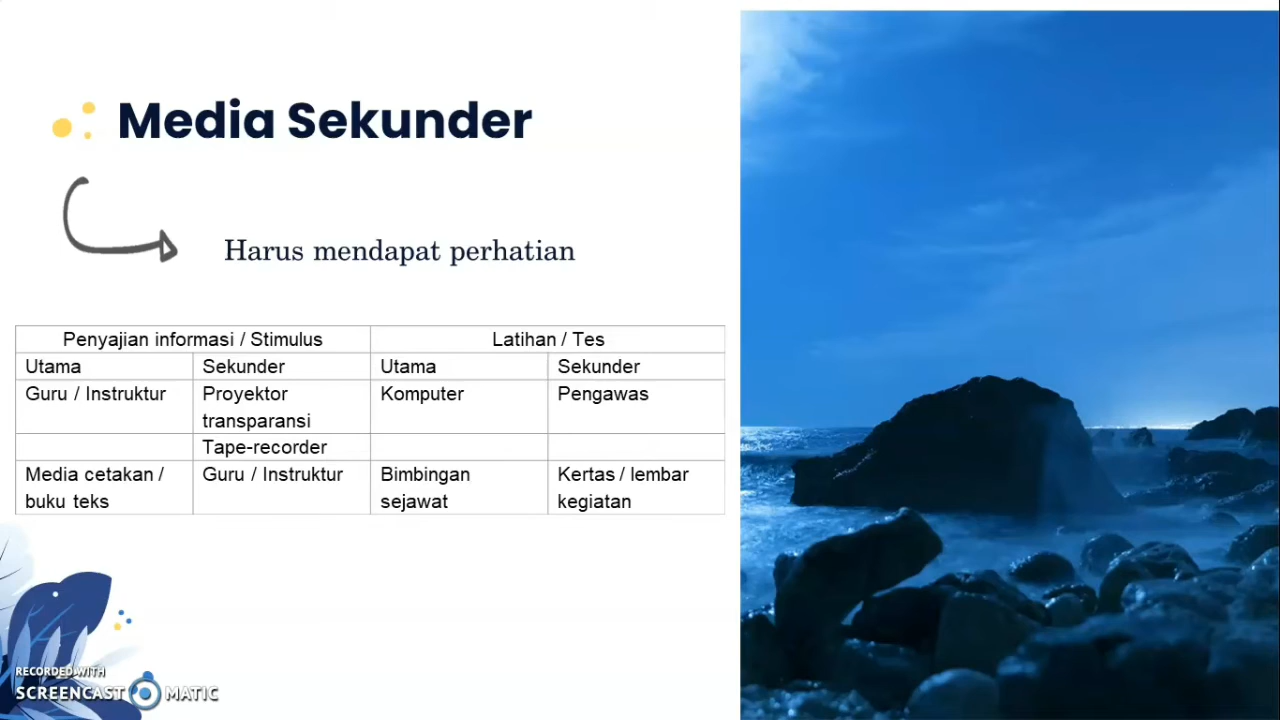 Media Sekunder
Harus mendapat perhatian
Penyajian informasi / Stimulus Latihan / Tes
Utama Sekunder Utama Sekunder
Guru / Instruktur Proyektor Komputer Pengawas
transparansi
Tape-recorder
Media cetakan / Guru / Instruktur Bimbingan Kertas / lembar
buku teks sejawat kegiatan
RECORDED WITH
SCREENCAST MATIC